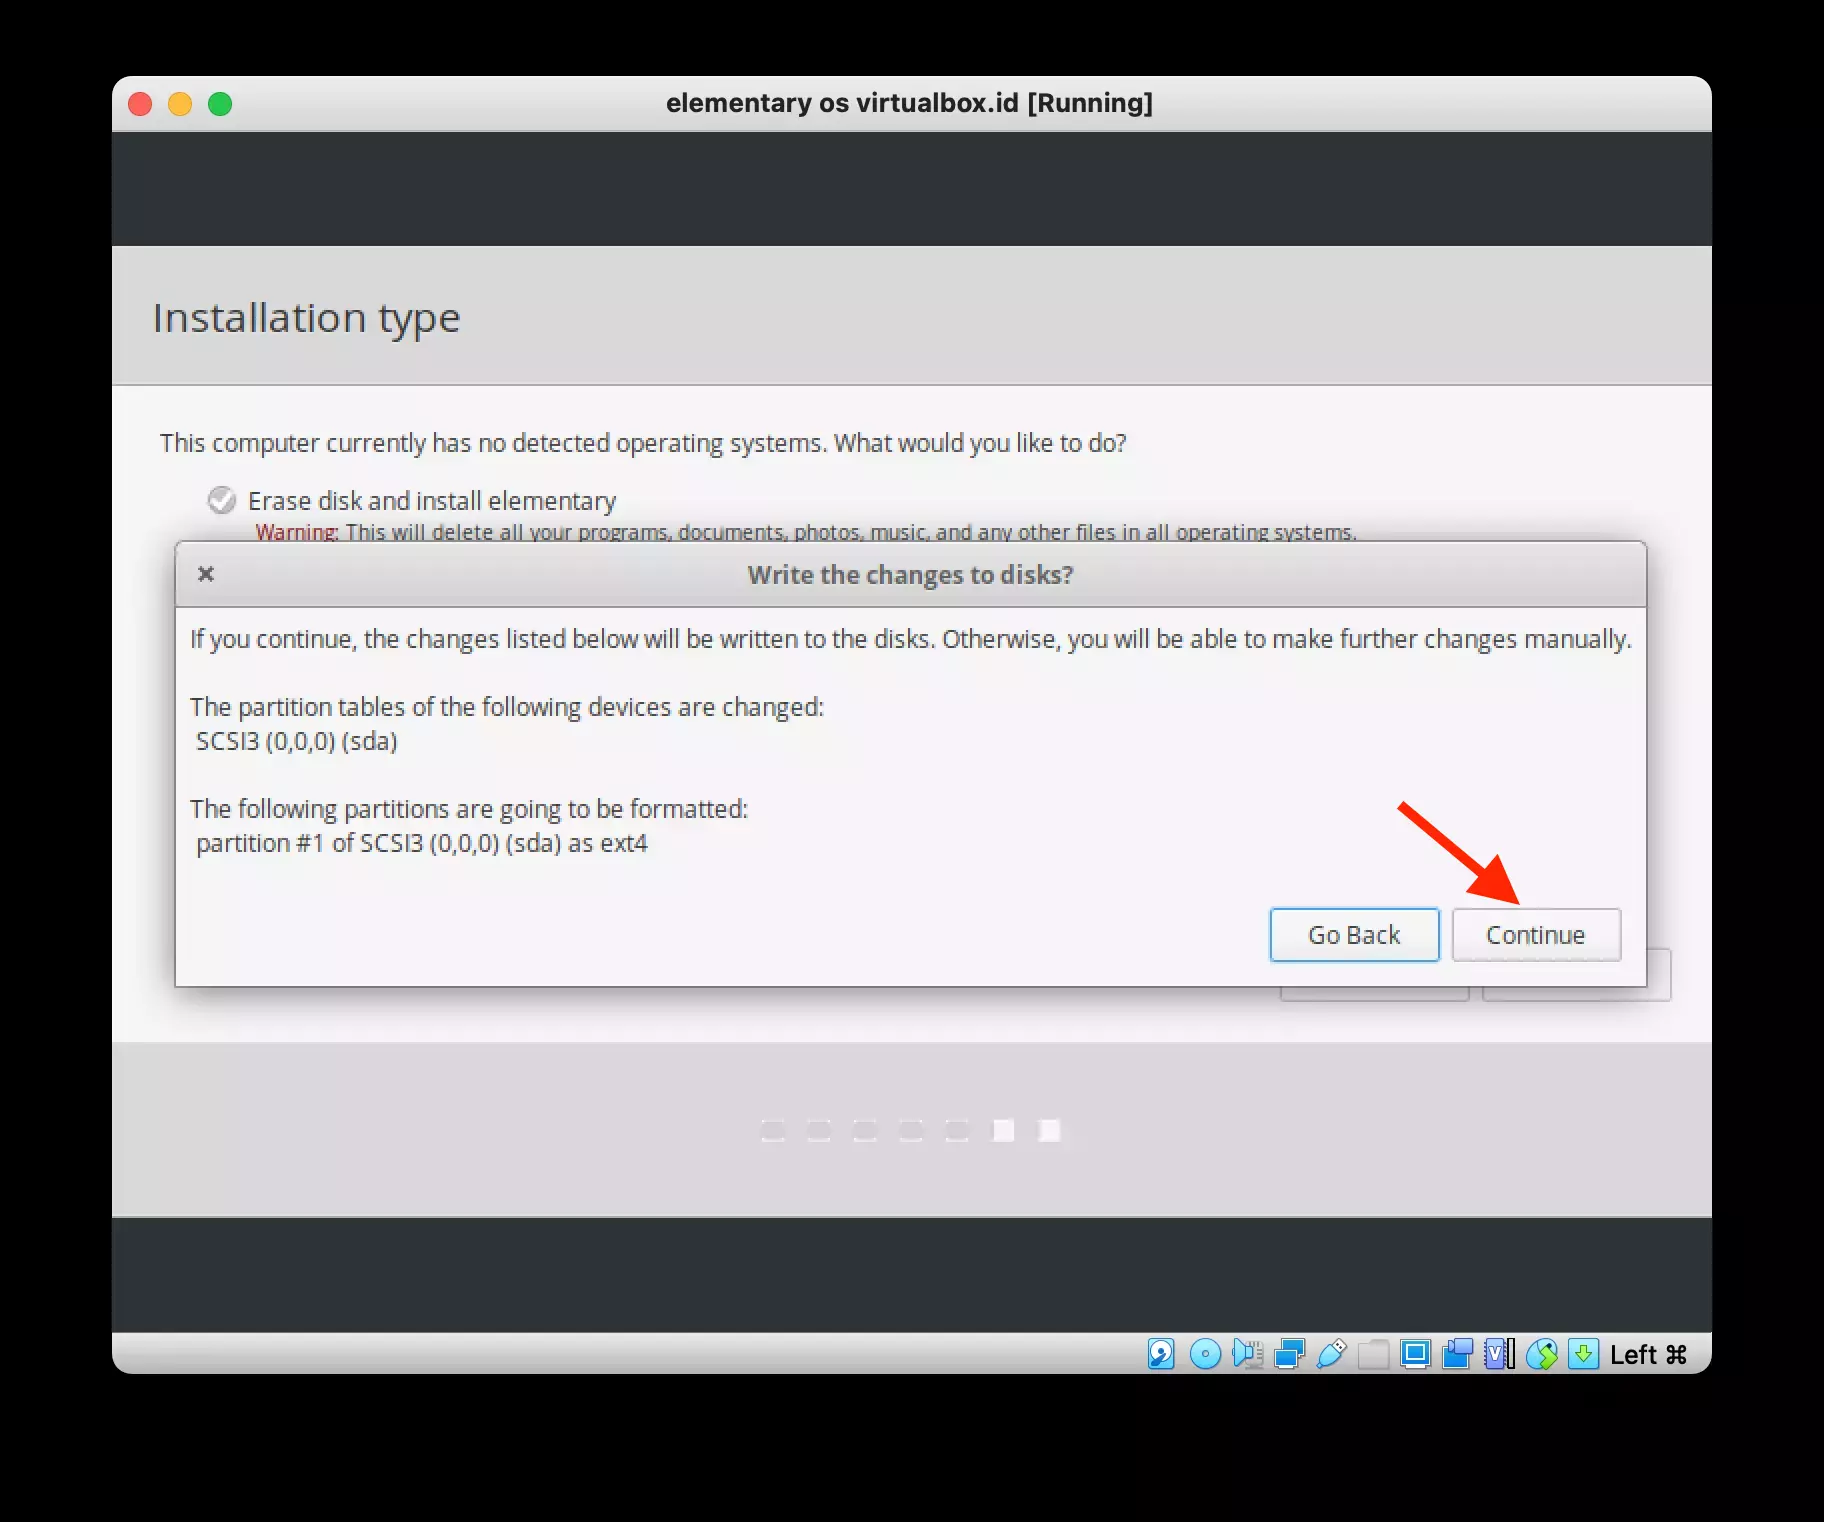 elementary os virtualbox.id [Running]
Installation type
This computer currently has no detected operating systems. What would you like to do?
Erase disk and install elementary
Warning: This will delete all your programs, documents, photos, music, and any other files in all operating systems.
Write the changes to disks?
If you continue, the changes listed below will be written to the disks. Otherwise, you will be able to make further changes manually.
The partition tables of the following devices are changed:
SCSI3 (0,0,0) (sda)
The following partitions are going to be formatted:
partition #1 of SCSI3 (0,0,0) (sda) as ext4
Go Back
Continue
Left ⌘